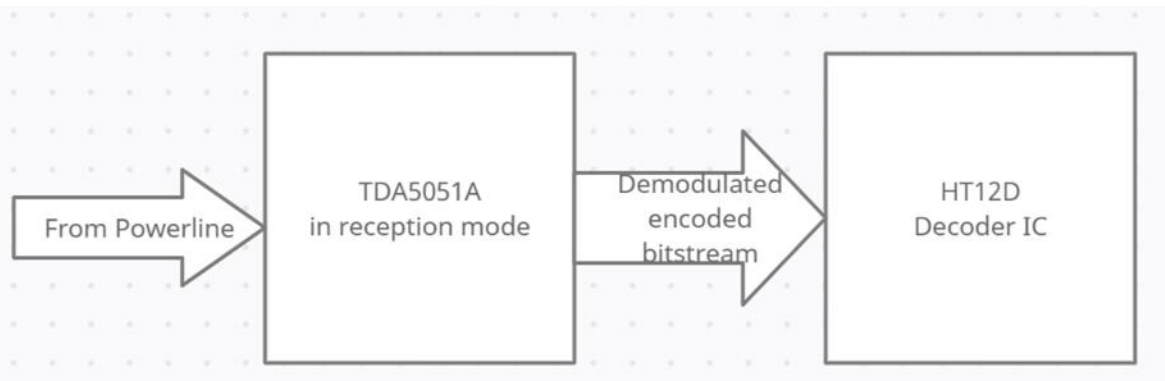 From Powerline
TDA5051A
in reception mode
Demodulated
encoded
bitstream
HT12D
Decoder IC